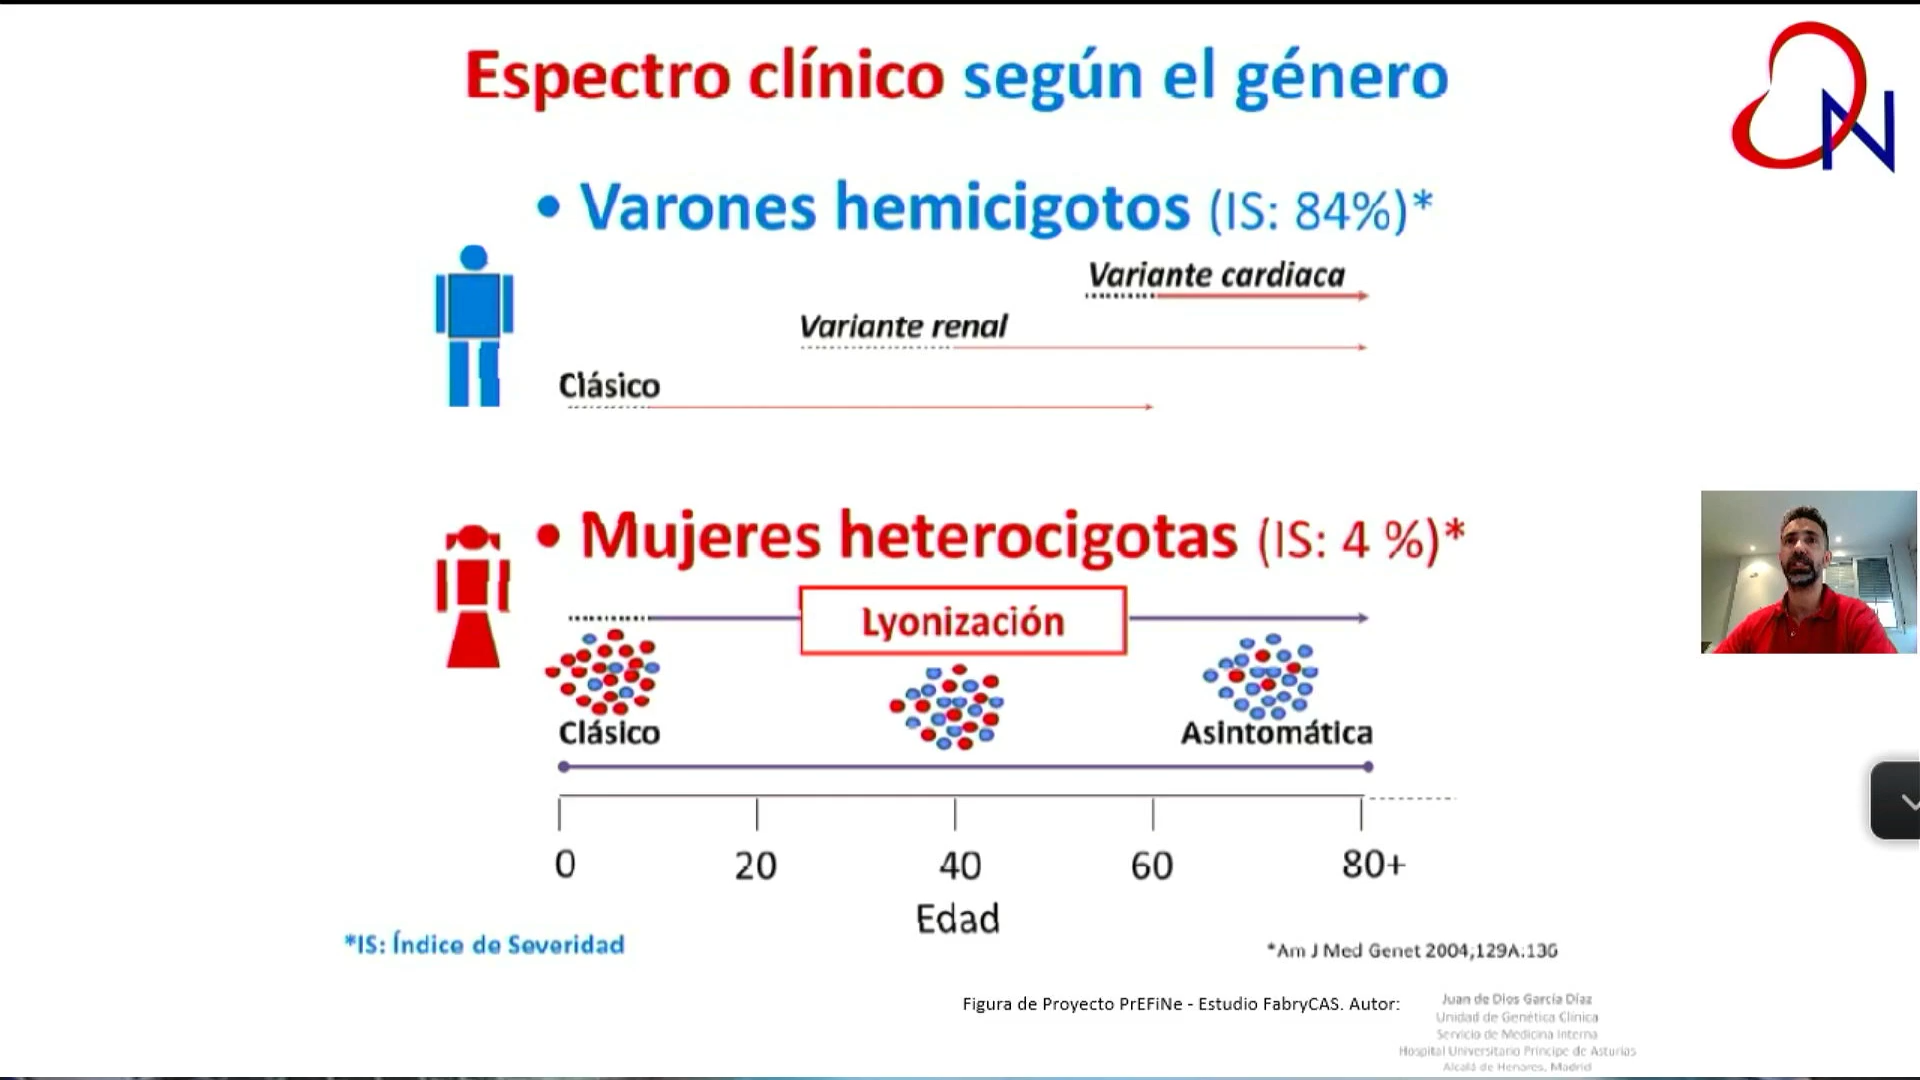 Espectro clínico según el género
N
• Varones hemicigotos (IS: 84%)*
Variante cardiaca
Variante renal
Clásico
• Mujeres heterocigotas (IS: 4 %)*
Lyonización
Clásico
Asintomática
0 20 40 60 80+
Edad
*IS: Índice de Severidad
*Am J Med Genet 2004;129A:136
Figura de Proyecto PrEFiNe - Estudio FabryCAS. Autor:
Juan de Dios García Díaz
Unidad de Genética Clínica
Servicio de Medicina Interna
Hospital Universitario Príncipe de Asturias
Alcalá de Henares, Madrid